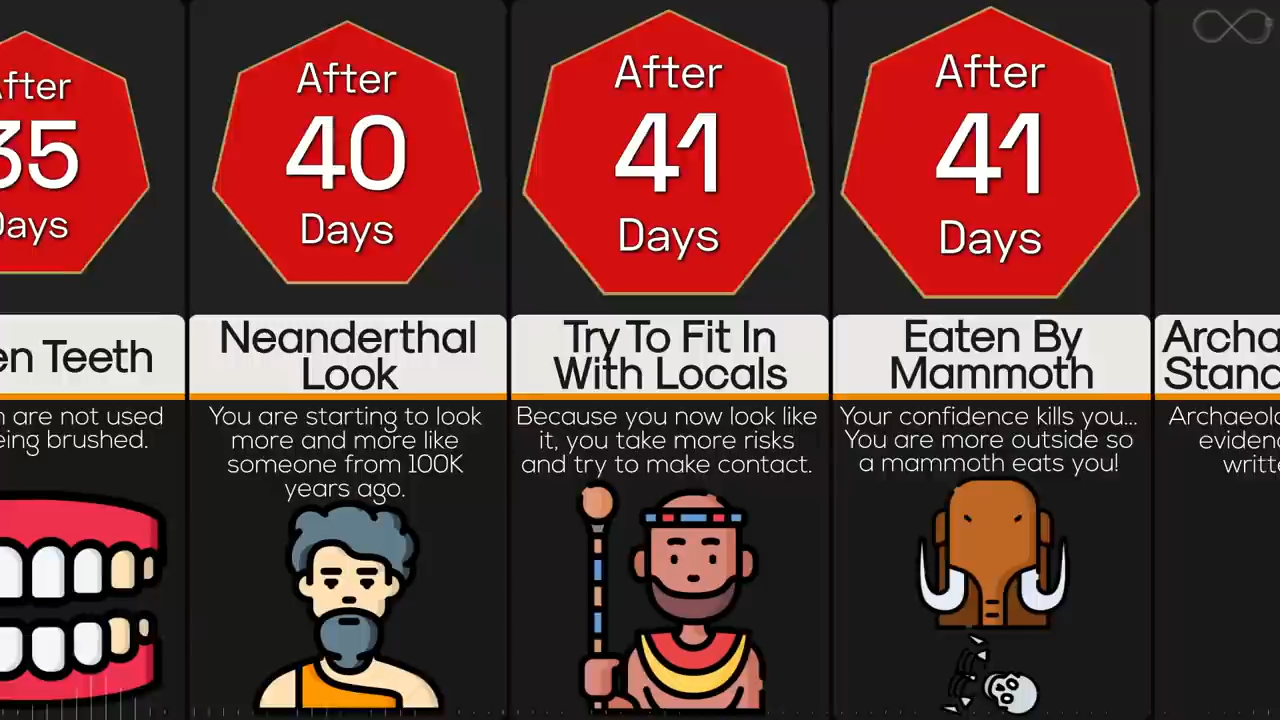 After
35
Days
en Teeth
are not used
eing brushed.
After
40
Days
Neanderthal
Look
You are starting to look
more and more like
someone from 100K
years ago.
After
41
Days
Try To Fit In
With Locals
Because you now look like
it, you take more risks
and try to make contact.
After
41
Days
Eaten By
Mammoth
Your confidence kills you...
You are more outside so
a mammoth eats you!
Archa
Stanc
Archaeol
evidenc
writte